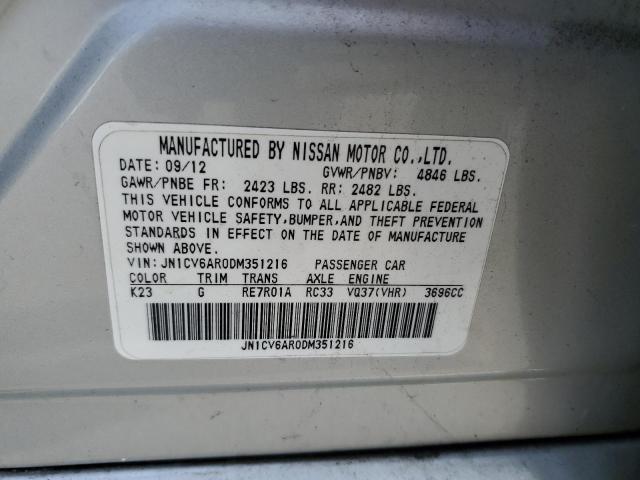 MANUFACTURED BY NISSAN MOTOR CO.,LTD.
DATE: 09/12 GVWR/PNBV: 4846 LBS.
GAWR/PNBE FR: 2423 LBS. RR: 2482 LBS.
THIS VEHICLE CONFORMS TO ALL APPLICABLE FEDERAL
MOTOR VEHICLE SAFETY,BUMPER,AND THEFT PREVENTION
STANDARDS IN EFFECT ON THE DATE OF MANUFACTURE
SHOWN ABOVE.
VIN: JN1CV6AR0DM351216 PASSENGER CAR
COLOR TRIM TRANS AXLE ENGINE
K23 G RE7R01A RC33 VQ37(VHR) 3696CC
JN1CV6AR0DM351216